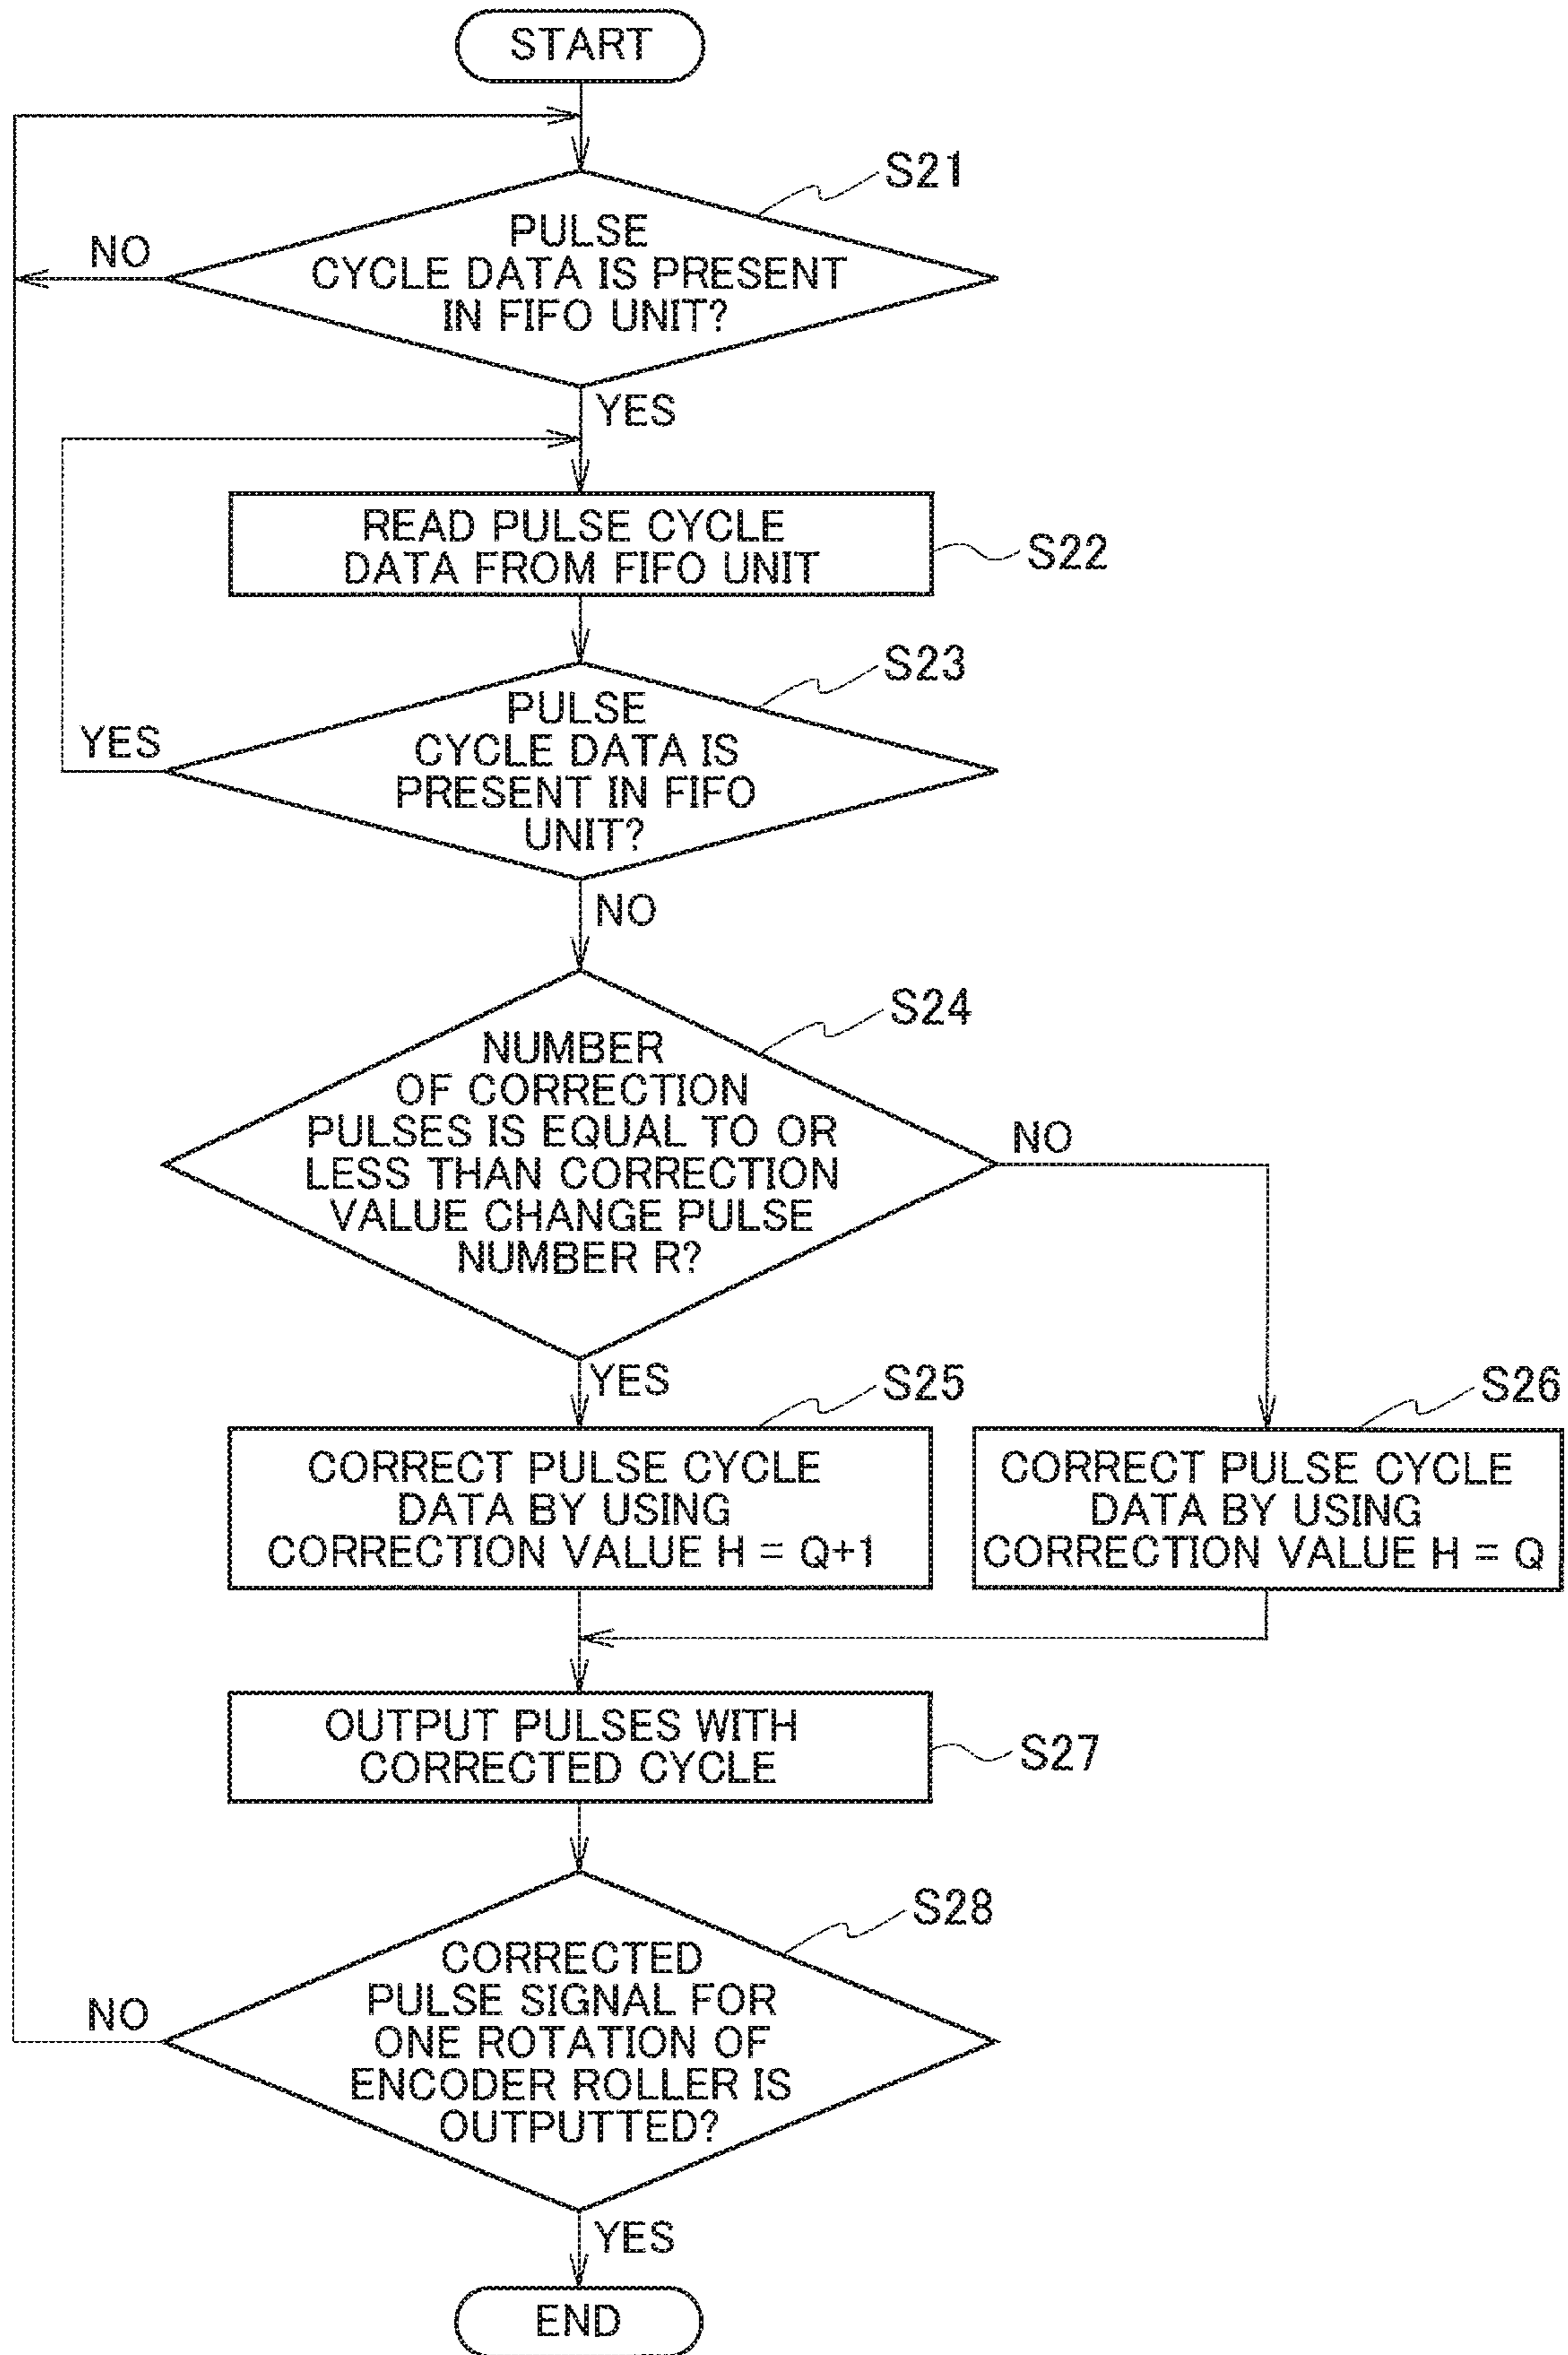 START
S21
PULSE
CYCLE DATA IS PRESENT
IN FIFO UNIT?
NO
YES
READ PULSE CYCLE
DATA FROM FIFO UNIT
S22
S23
PULSE
CYCLE DATA IS
PRESENT IN FIFO
UNIT?
YES
NO
S24
NUMBER
OF CORRECTION
PULSES IS EQUAL TO OR
LESS THAN CORRECTION
VALUE CHANGE PULSE
NUMBER R?
NO
YES
S25
CORRECT PULSE CYCLE
DATA BY USING
CORRECTION VALUE H = Q+1
S26
CORRECT PULSE CYCLE
DATA BY USING
CORRECTION VALUE H = Q
OUTPUT PULSES WITH
CORRECTED CYCLE
S27
S28
CORRECTED
PULSE SIGNAL FOR
ONE ROTATION OF
ENCODER ROLLER IS
OUTPUTTED?
NO
YES
END